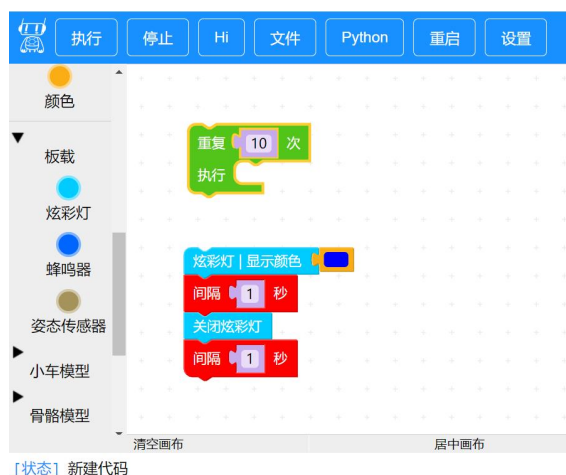 执行 停止 Hi 文件 Python 重启 设置
颜色
板载
炫彩灯
蜂鸣器
姿态传感器
小车模型
骨骼模型
重复 10 次
执行
炫彩灯 | 显示颜色
间隔 1 秒
关闭炫彩灯
间隔 1 秒
清空画布 居中画布
[状态] 新建代码